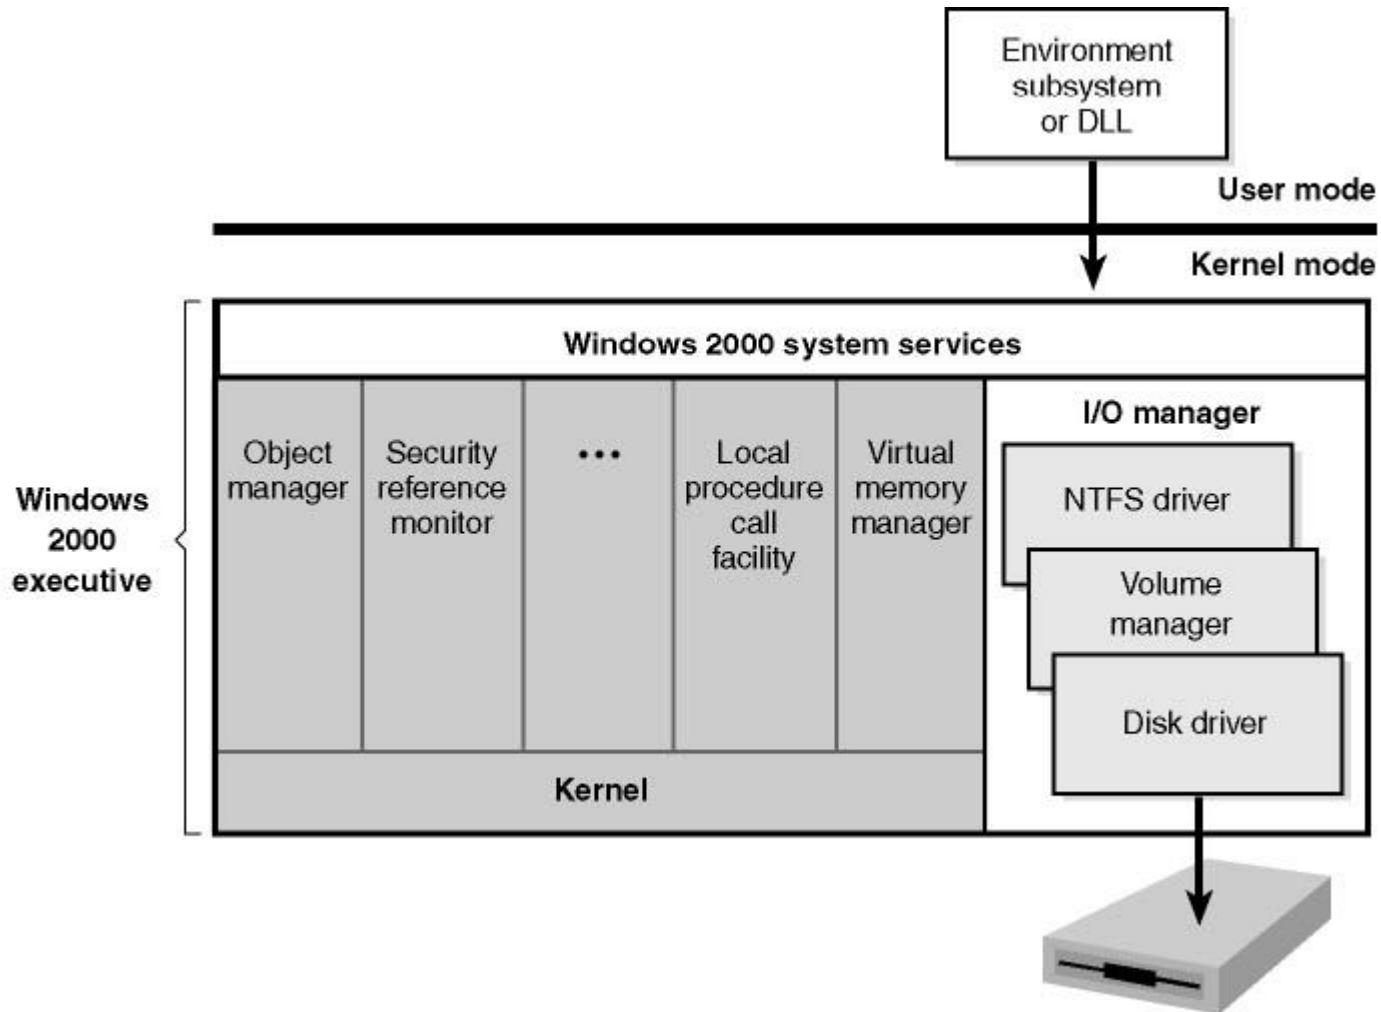 Environment
subsystem
or DLL
User mode
Kernel mode
Windows 2000 system services
Windows
2000
executive
Object
manager
Security
reference
monitor
•••
Local
procedure
call
facility
Virtual
memory
manager
I/O manager
NTFS driver
Volume
manager
Disk driver
Kernel